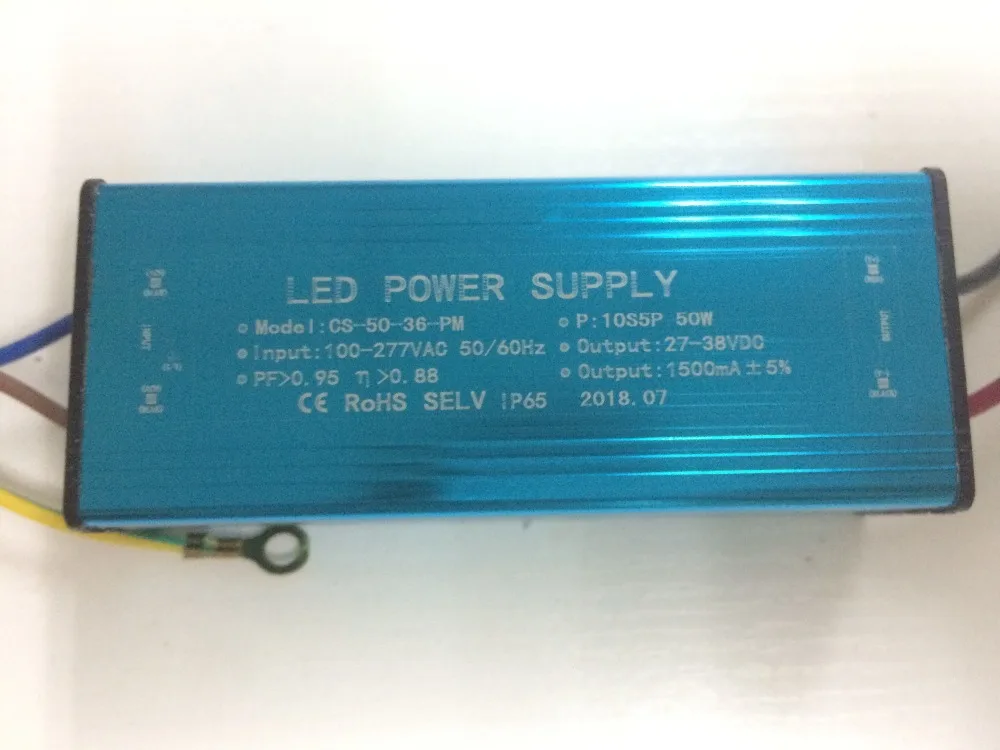 LED POWER SUPPLY
Model:CS-50-36-PM
P:10S5P 50W
Input:100-277VAC 50/60Hz
Output:27-38VDC
PF>0.95 η>0.88
Output:1500mA±5%
CE RoHS SELV IP65 2018.07
INPUT